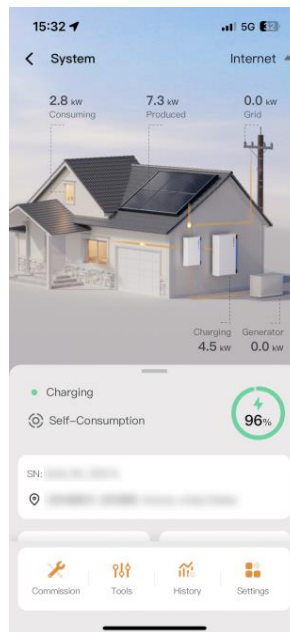 15:32 5G 32
System Internet
2.8 kW 7.3 kW 0.0 kW
Consuming Produced Grid
Charging Generator
4.5 kW 0.0 kW
Charging
Self-Consumption
96%
SN:
Commission Tools History Settings